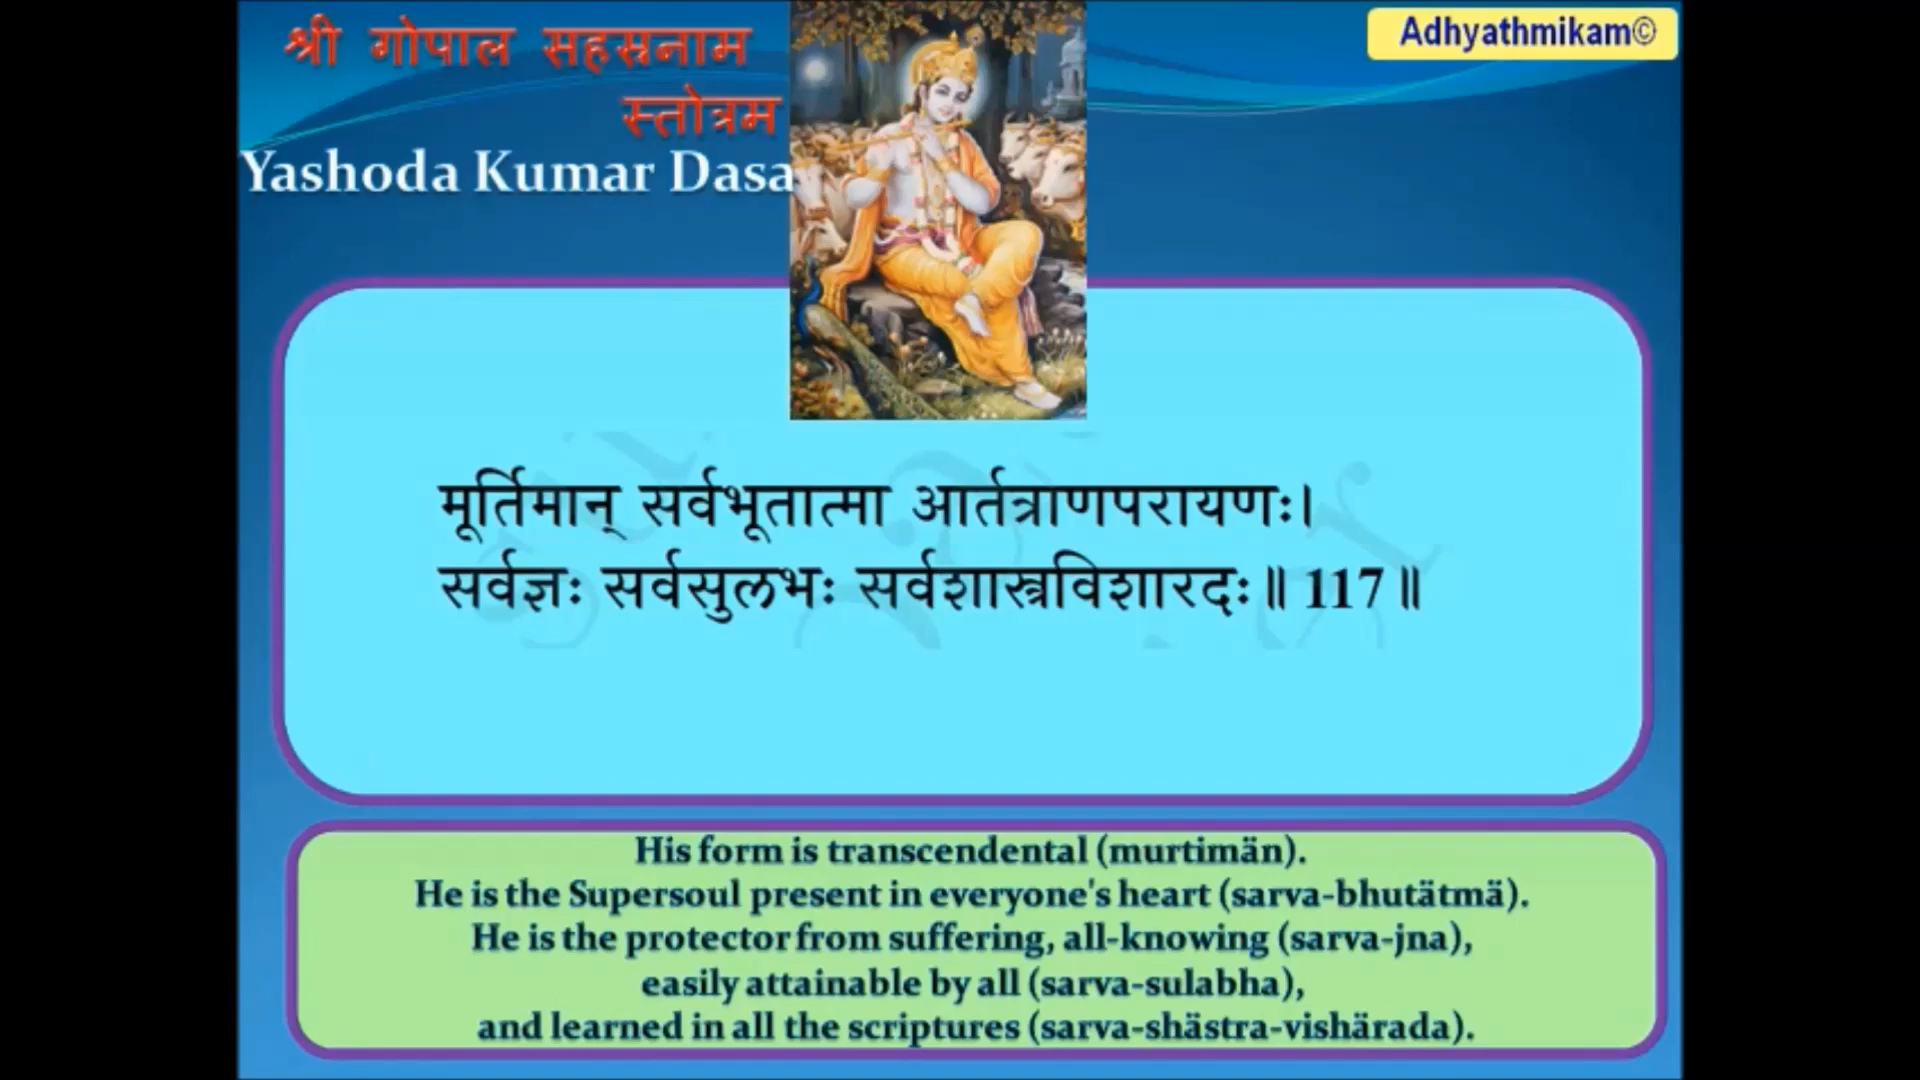 श्री गोपाल सहस्रनाम
स्तोत्रम
Yashoda Kumar Dasa
Adhyathmikam©
मूर्तिमान् सर्वभूतात्मा आर्तत्राणपरायणः।
सर्वज्ञः सर्वसुलभः सर्वशास्त्रविशारदः॥ 117॥
His form is transcendental (murtimän).
He is the Supersoul present in everyone's heart (sarva-bhutätmä).
He is the protector from suffering, all-knowing (sarva-jna),
easily attainable by all (sarva-sulabha),
and learned in all the scriptures (sarva-shästra-vishärada).